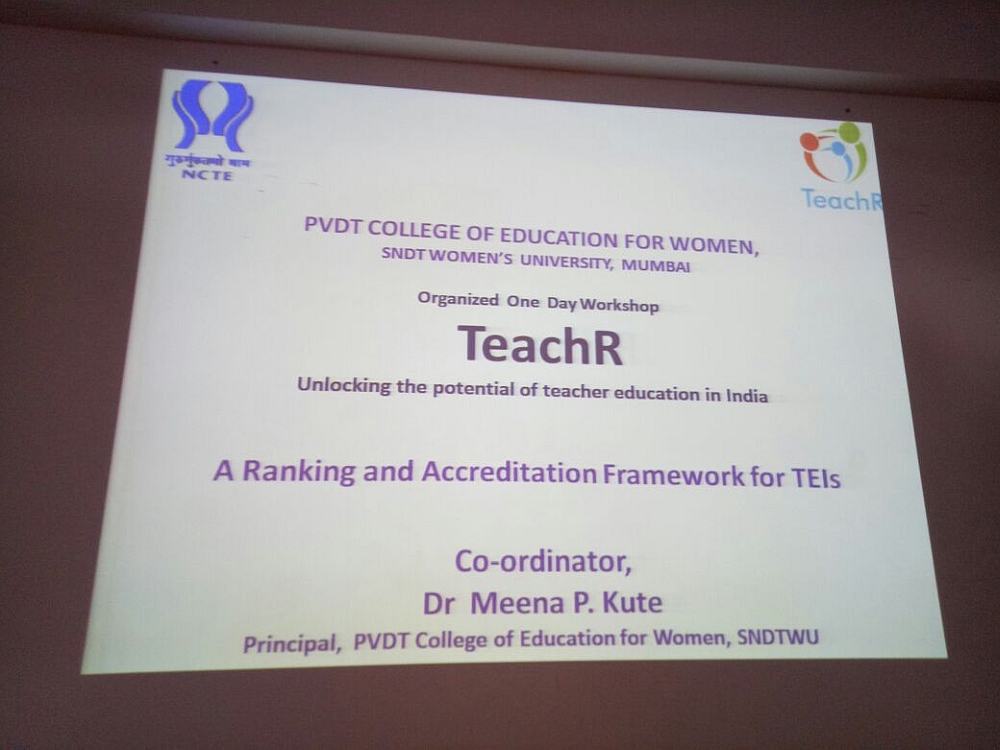 गुरुर्गुरुतमो धाम
NCTE
TeachR
PVDT COLLEGE OF EDUCATION FOR WOMEN,
SNDT WOMEN'S UNIVERSITY, MUMBAI
Organized One Day Workshop
TeachR
Unlocking the potential of teacher education in India
A Ranking and Accreditation Framework for TEIs
Co-ordinator,
Dr Meena P. Kute
Principal, PVDT College of Education for Women, SNDTWU